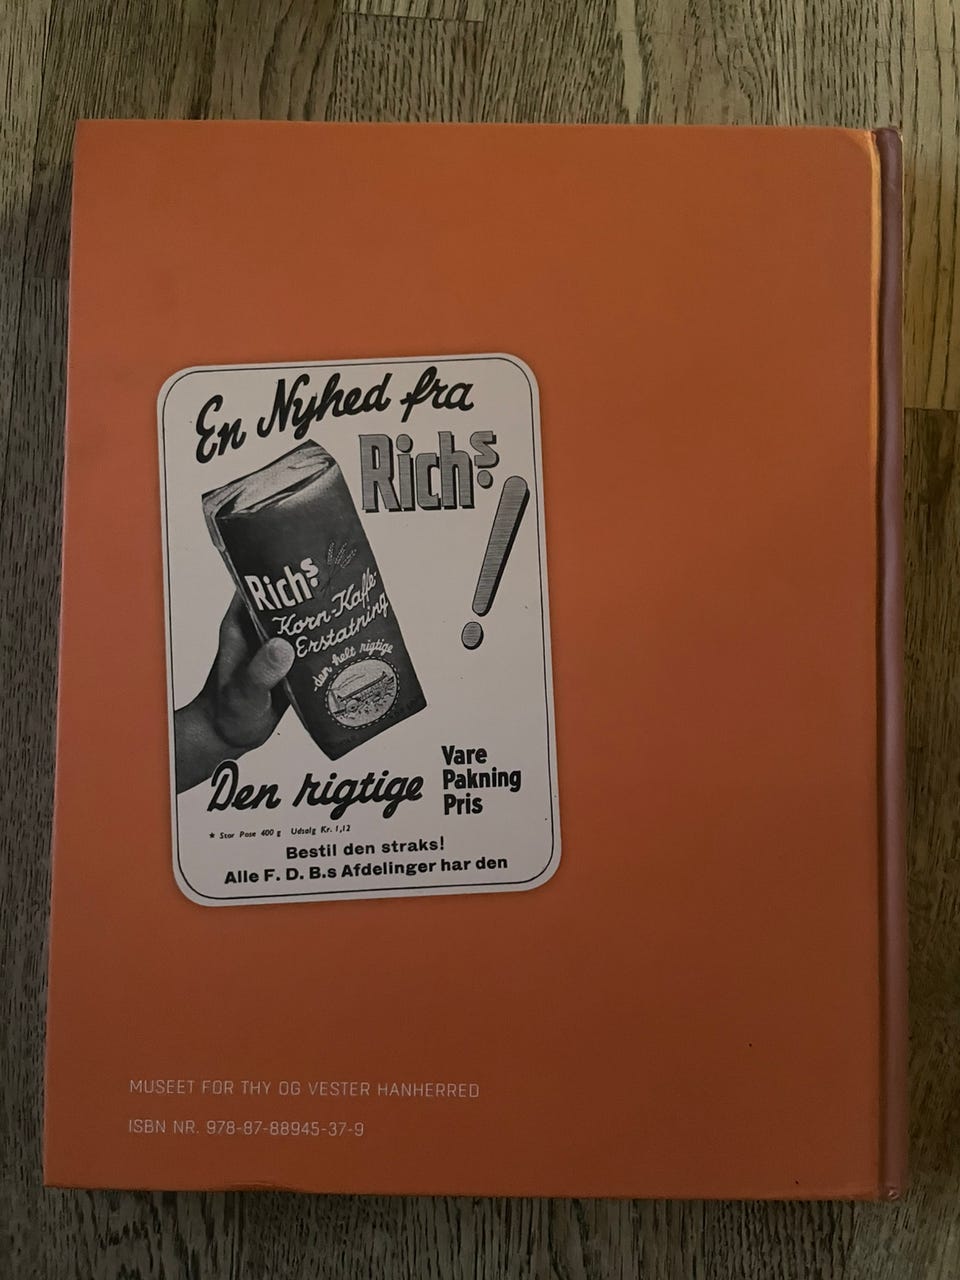 En Nyhed fra
Richs
!
Richs
Korn-Kaffe-
Erstatning
-den helt rigtige
Den rigtige
Vare
Pakning
Pris
* Stor Pose 400 g Udsalg Kr. 1,12
Bestil den straks!
Alle F. D. B.s Afdelinger har den
MUSEET FOR THY OG VESTER HANHERRED
ISBN NR. 978-87-88945-37-9